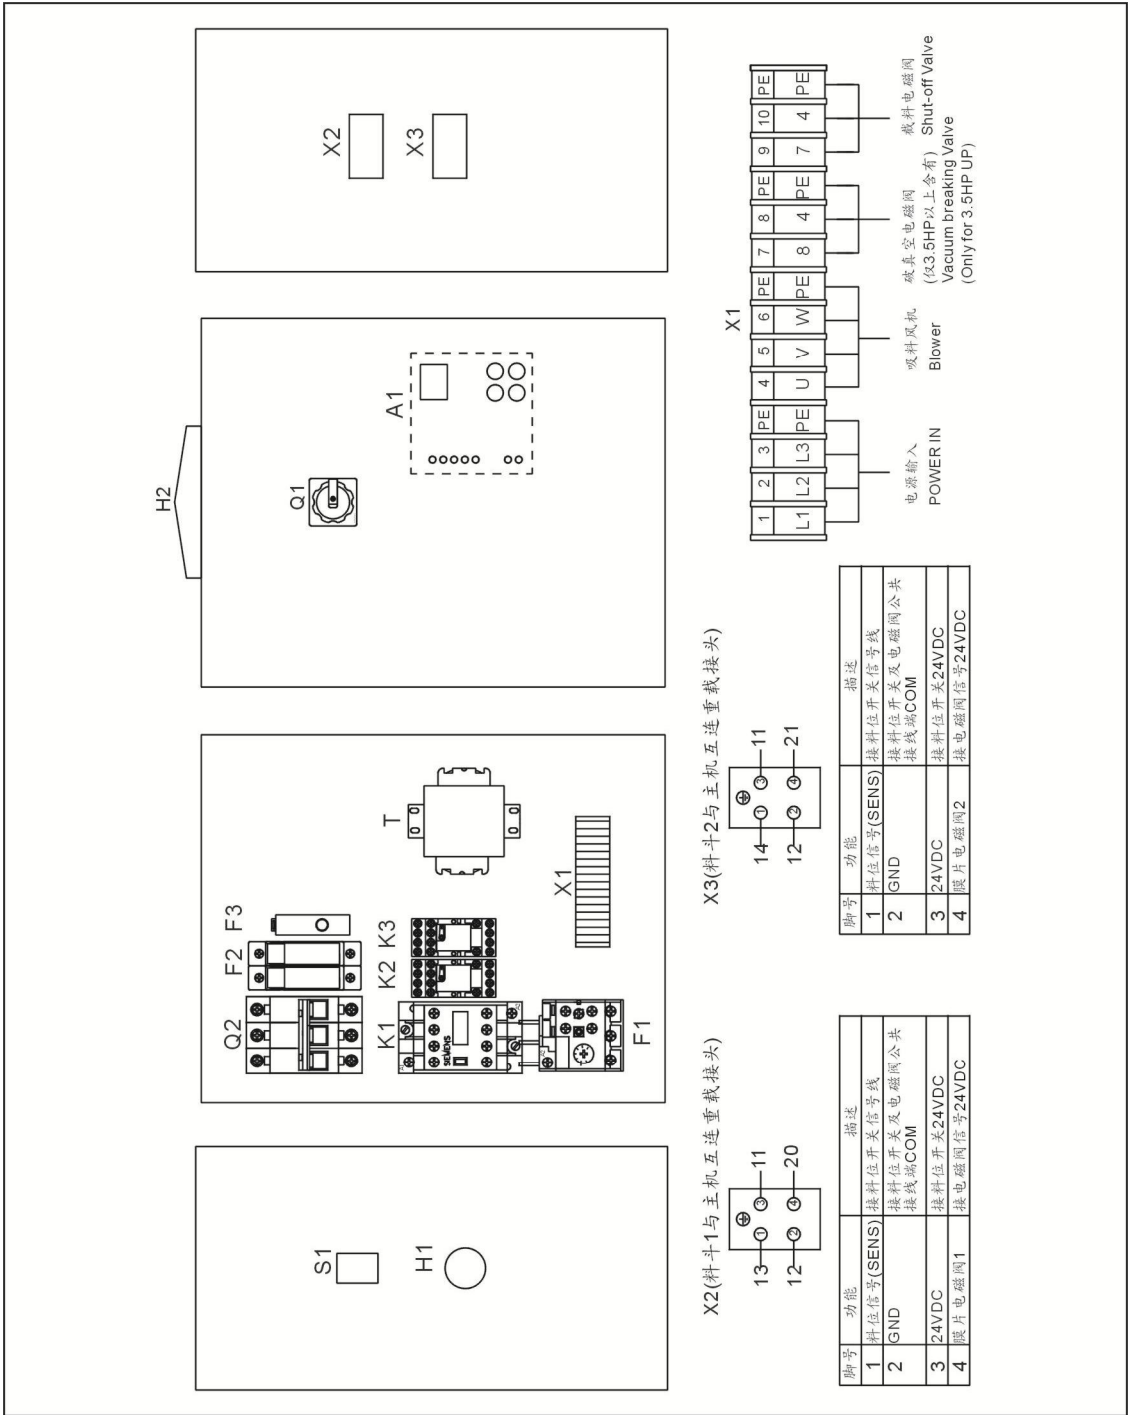 H2
S1
H1
Q2 F2 F3
K1 K2 K3 T
SIEMENS
F1 X1
Q1
A1
X2
X3
X2(料斗1与主机互连重载接头)
13 1 3 11
12 2 4 20
脚号 功能 描述
1 料位信号(SENS) 接料位开关信号线
2 GND 接料位开关及电磁阀公共
接线端COM
3 24VDC 接料位开关24VDC
4 膜片电磁阀1 接电磁阀信号24VDC
X3(料斗2与主机互连重载接头)
14 1 3 11
12 2 4 21
脚号 功能 描述
1 料位信号(SENS) 接料位开关信号线
2 GND 接料位开关及电磁阀公共
接线端COM
3 24VDC 接料位开关24VDC
4 膜片电磁阀2 接电磁阀信号24VDC
X1
1 2 3 PE 4 5 6 PE 7 8 PE 9 10 PE
L1 L2 L3 PE U V W PE 8 4 PE 7 4 PE
电源输入
POWER IN
吸料风机
Blower
破真空电磁阀
(仅3.5HP以上含有)
Vacuum breaking Valve
(Only for 3.5HP UP)
截料电磁阀
Shut-off Valve